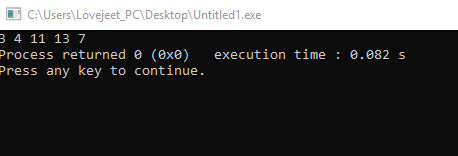 C:\Users\Lovejeet_PC\Desktop\Untitled1.exe
3 4 11 13 7
Process returned 0 (0x0)   execution time : 0.082 s
Press any key to continue.